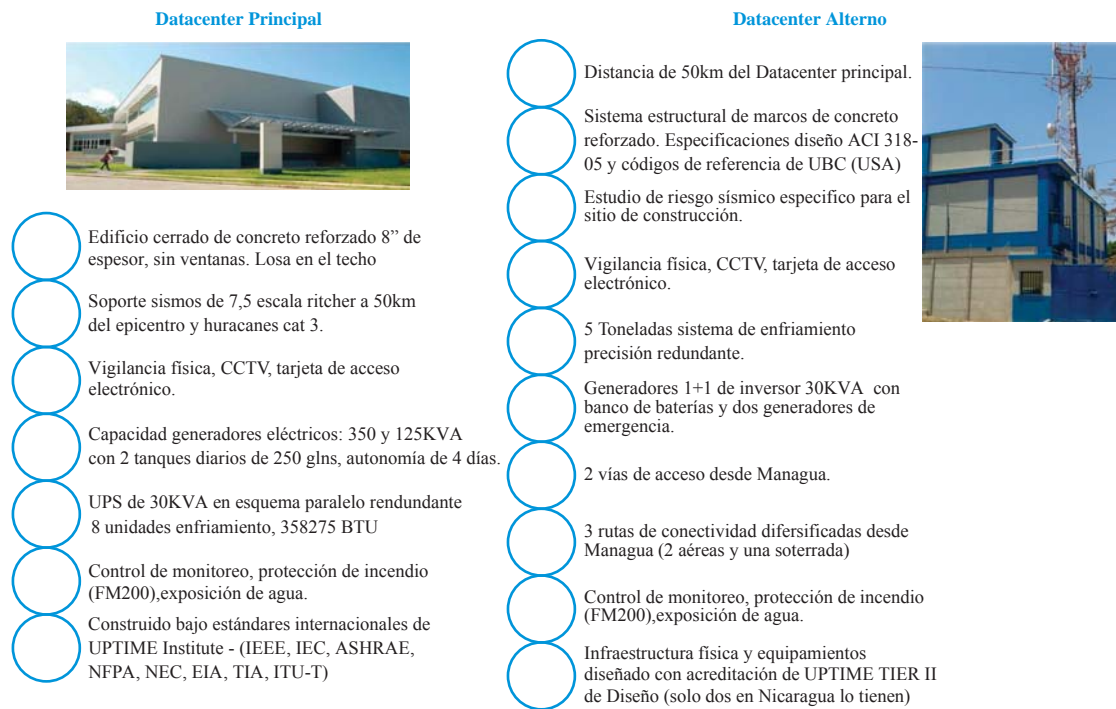 Datacenter Principal
Edificio cerrado de concreto reforzado 8” de
espesor, sin ventanas. Losa en el techo
Soporte sismos de 7,5 escala ritcher a 50km
del epicentro y huracanes cat 3.
Vigilancia física, CCTV, tarjeta de acceso
electrónico.
Capacidad generadores eléctricos: 350 y 125KVA
con 2 tanques diarios de 250 glns, autonomía de 4 días.
UPS de 30KVA en esquema paralelo rendundante
8 unidades enfriamiento, 358275 BTU
Control de monitoreo, protección de incendio
(FM200),exposición de agua.
Construido bajo estándares internacionales de
UPTIME Institute - (IEEE, IEC, ASHRAE,
NFPA, NEC, EIA, TIA, ITU-T)
Datacenter Alterno
Distancia de 50km del Datacenter principal.
Sistema estructural de marcos de concreto
reforzado. Especificaciones diseño ACI 318-
05 y códigos de referencia de UBC (USA)
Estudio de riesgo sísmico especifico para el
sitio de construcción.
Vigilancia física, CCTV, tarjeta de acceso
electrónico.
5 Toneladas sistema de enfriamiento
precisión redundante.
Generadores 1+1 de inversor 30KVA con
banco de baterías y dos generadores de
emergencia.
2 vías de acceso desde Managua.
3 rutas de conectividad difersificadas desde
Managua (2 aéreas y una soterrada)
Control de monitoreo, protección de incendio
(FM200),exposición de agua.
Infraestructura física y equipamientos
diseñado con acreditación de UPTIME TIER II
de Diseño (solo dos en Nicaragua lo tienen)